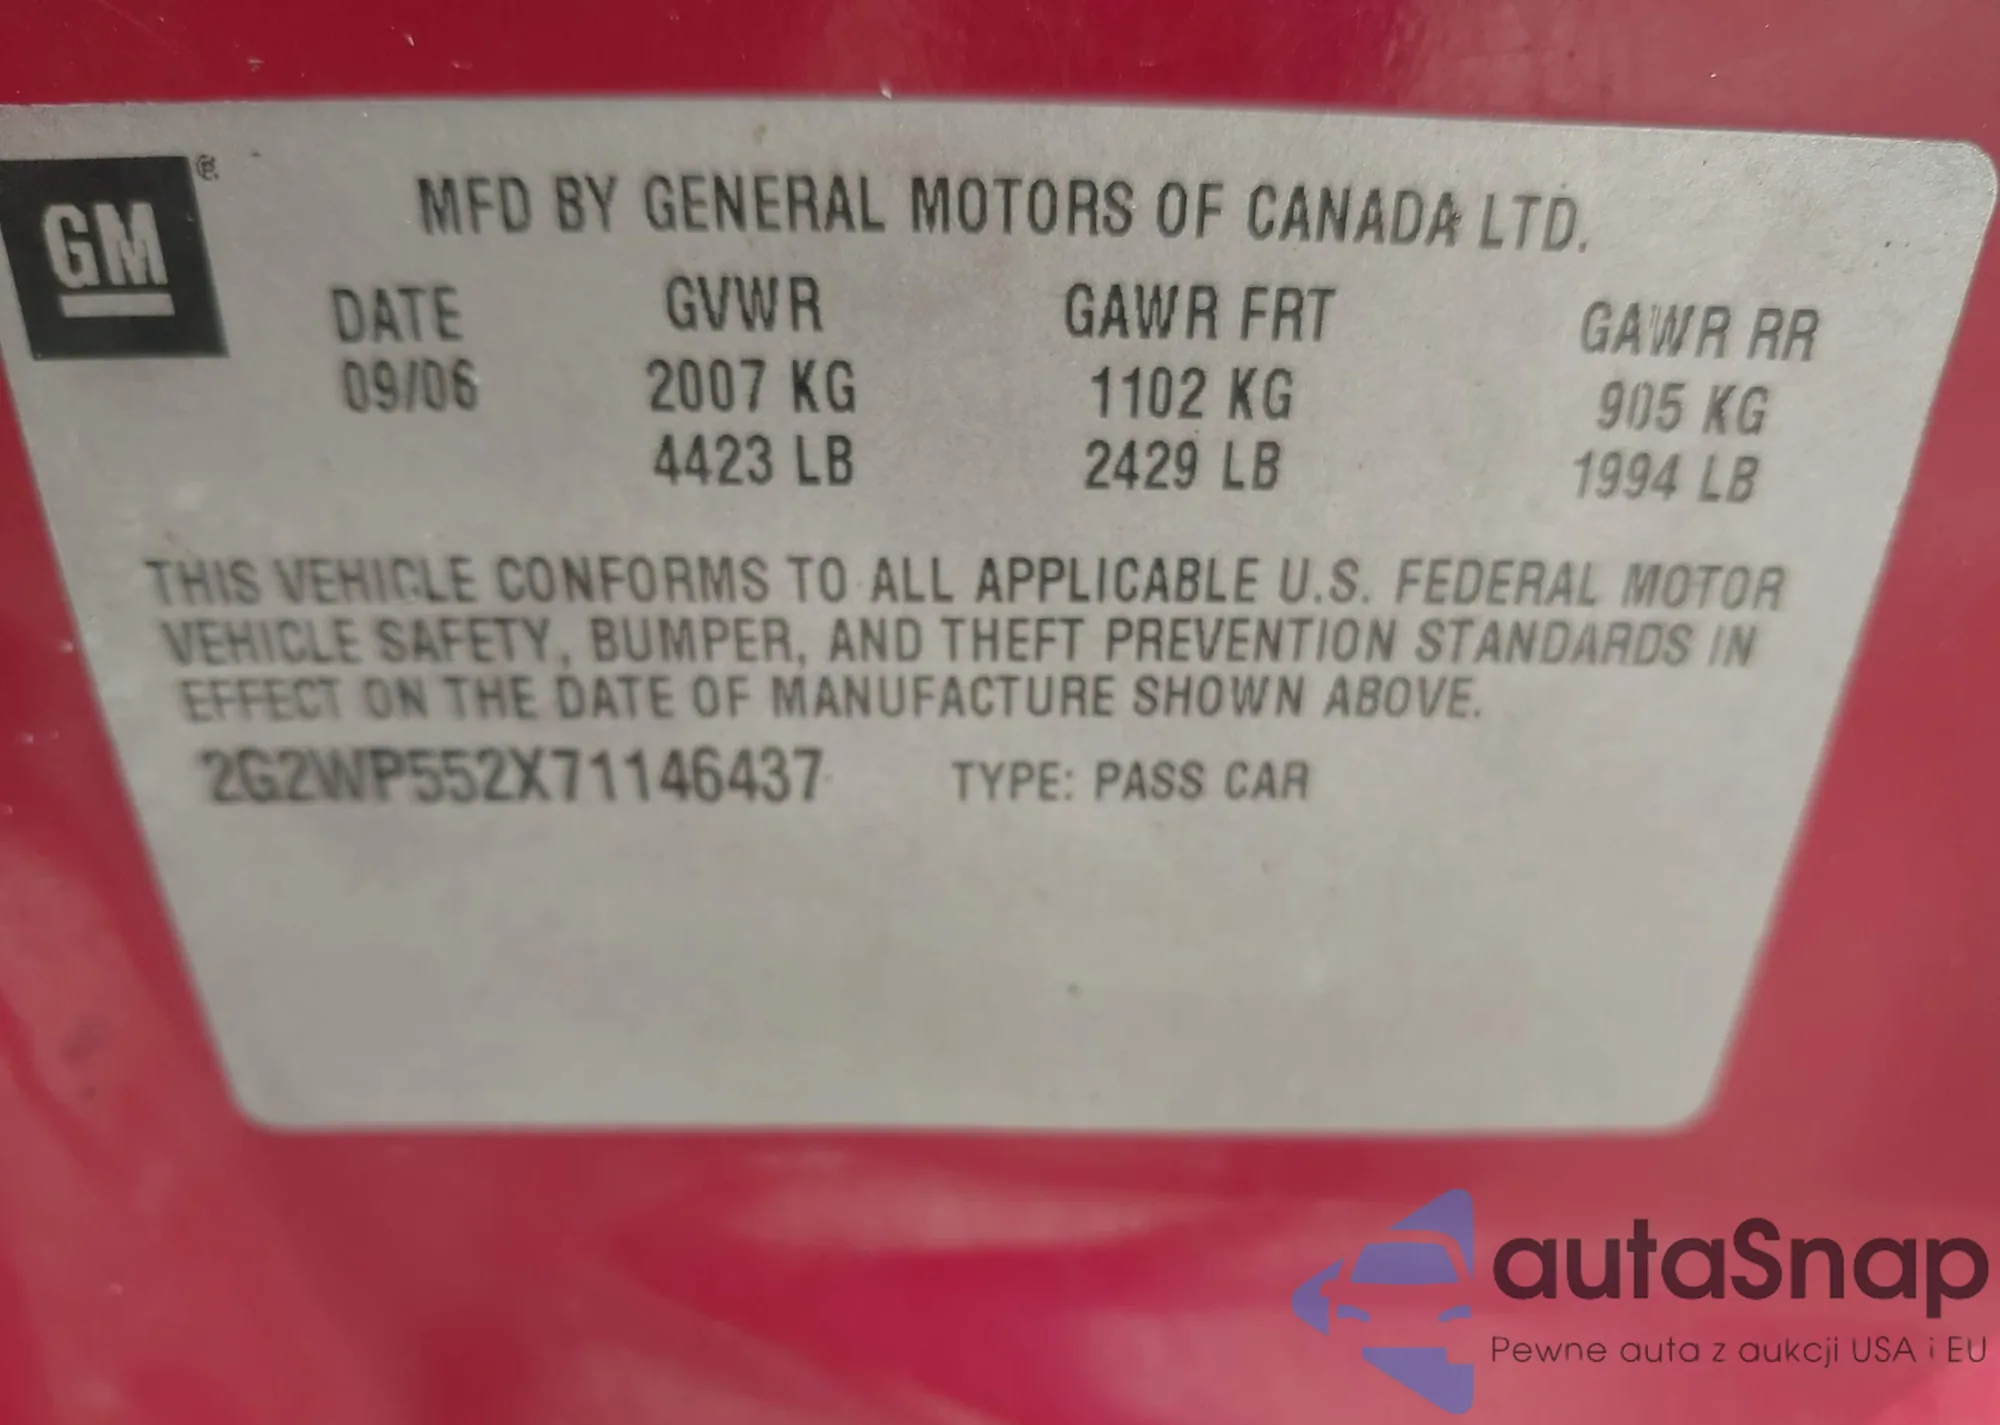 GM®
MFD BY GENERAL MOTORS OF CANADA LTD.
DATE GVWR GAWR FRT GAWR RR
09/06 2007 KG 1102 KG 905 KG
4423 LB 2429 LB 1994 LB
THIS VEHICLE CONFORMS TO ALL APPLICABLE U.S. FEDERAL MOTOR
VEHICLE SAFETY, BUMPER, AND THEFT PREVENTION STANDARDS IN
EFFECT ON THE DATE OF MANUFACTURE SHOWN ABOVE.
2G2WP552X71146437 TYPE: PASS CAR
autaSnap
Pewne auta z aukcji USA i EU